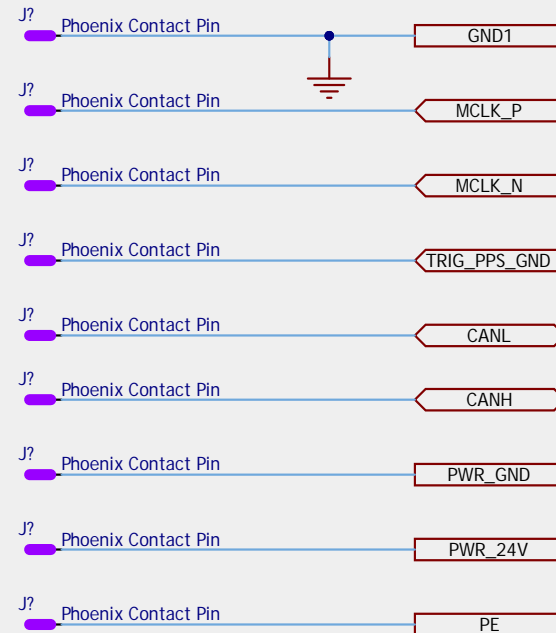 J?
Phoenix Contact Pin
GND1
J?
Phoenix Contact Pin
MCLK_P
J?
Phoenix Contact Pin
MCLK_N
J?
Phoenix Contact Pin
TRIG_PPS_GND
J?
Phoenix Contact Pin
CANL
J?
Phoenix Contact Pin
CANH
J?
Phoenix Contact Pin
PWR_GND
J?
Phoenix Contact Pin
PWR_24V
J?
Phoenix Contact Pin
PE